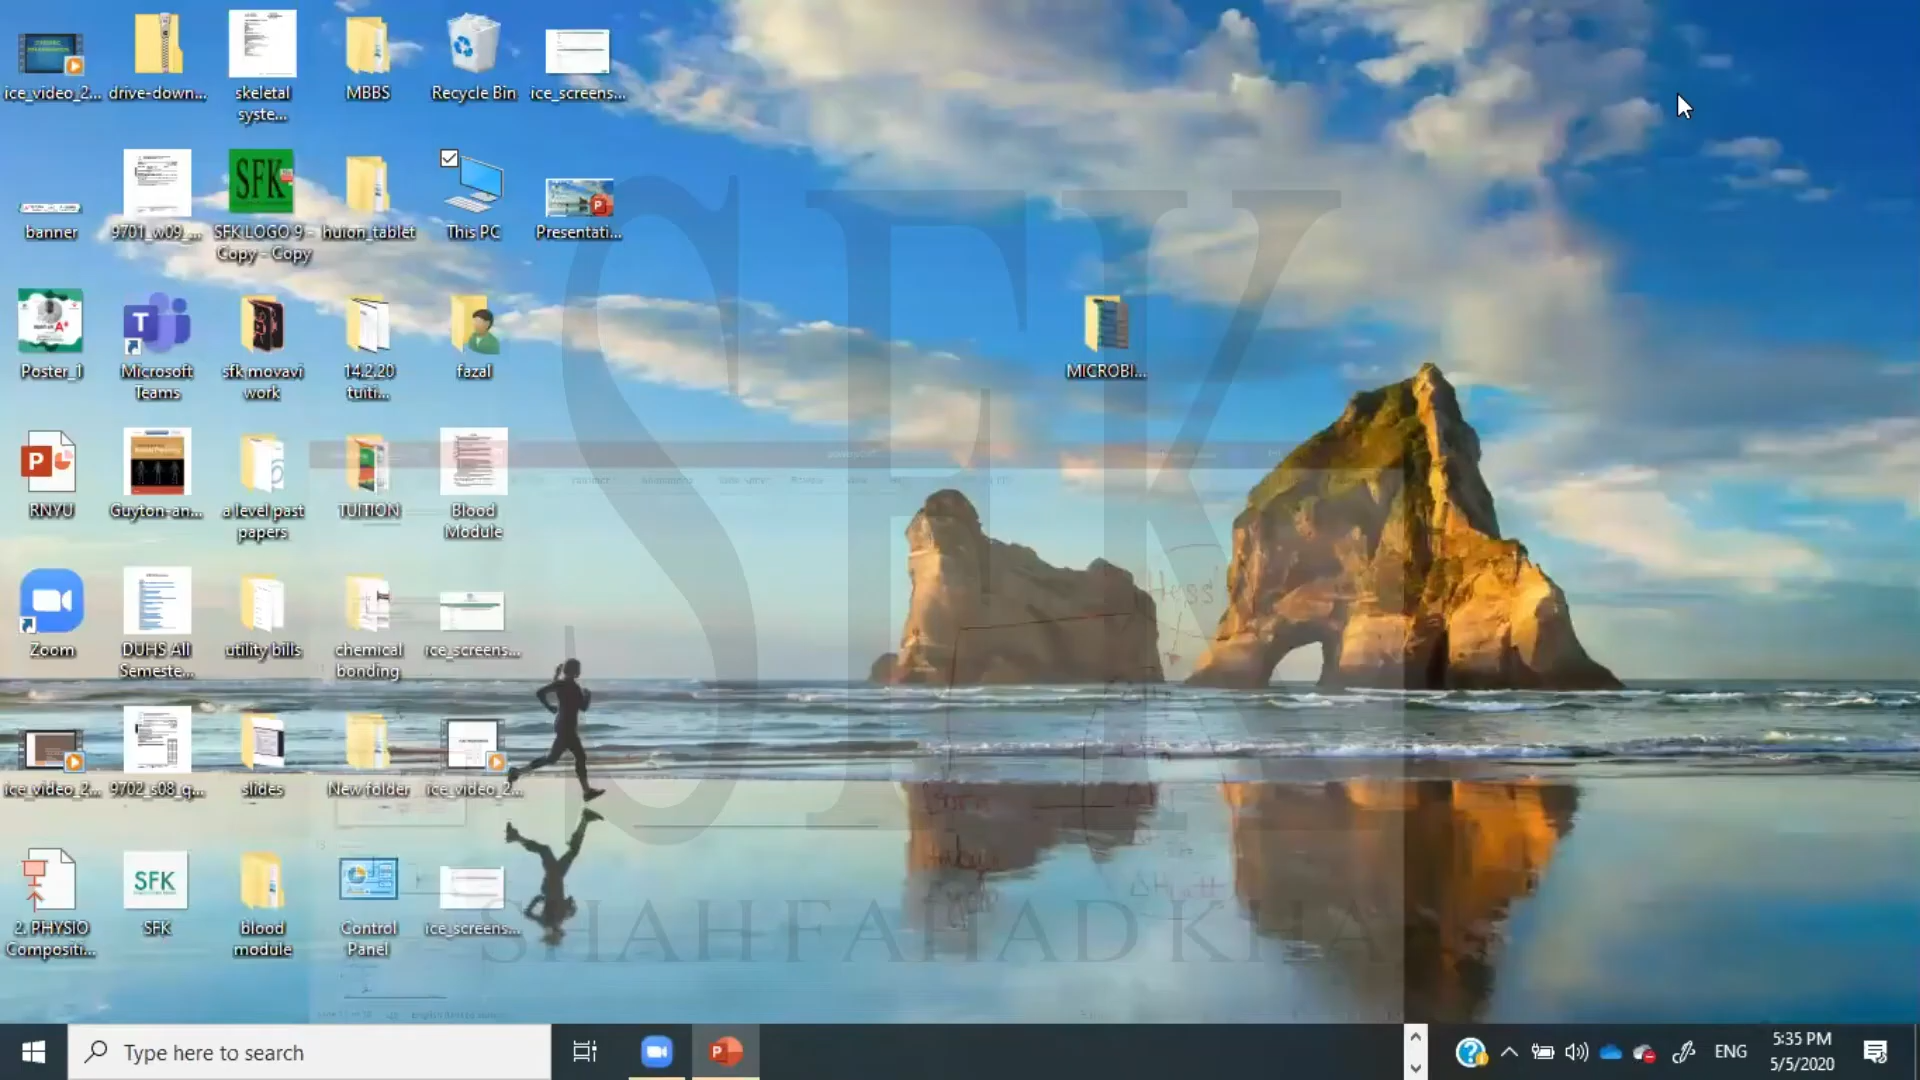 ice_video_2...
drive-down...
skeletal
syste...
MBBS
Recycle Bin
ice_screens...
banner
9701_w09_...
SFK LOGO 9 -
Copy - Copy
huion_tablet
This PC
Presentati...
SFK
Poster_1
Microsoft
Teams
sfk movavi
work
14.2.20
tuiti...
fazal
MICROBI...
RNYU
Guyton-an...
a level past
papers
TUITION
Blood
Module
Zoom
DUHS All
Semeste...
utility bills
chemical
bonding
ice_screens...
ice_video_2...
9702_s08_q...
slides
New folder
ice_video_2...
2. PHYSIO
Compositi...
SFK
SFK
blood
module
Control
Panel
ice_screens...
SFK
SHAH FAHAD KHA
Hess'
Type here to search
ENG
5:35 PM
5/5/2020